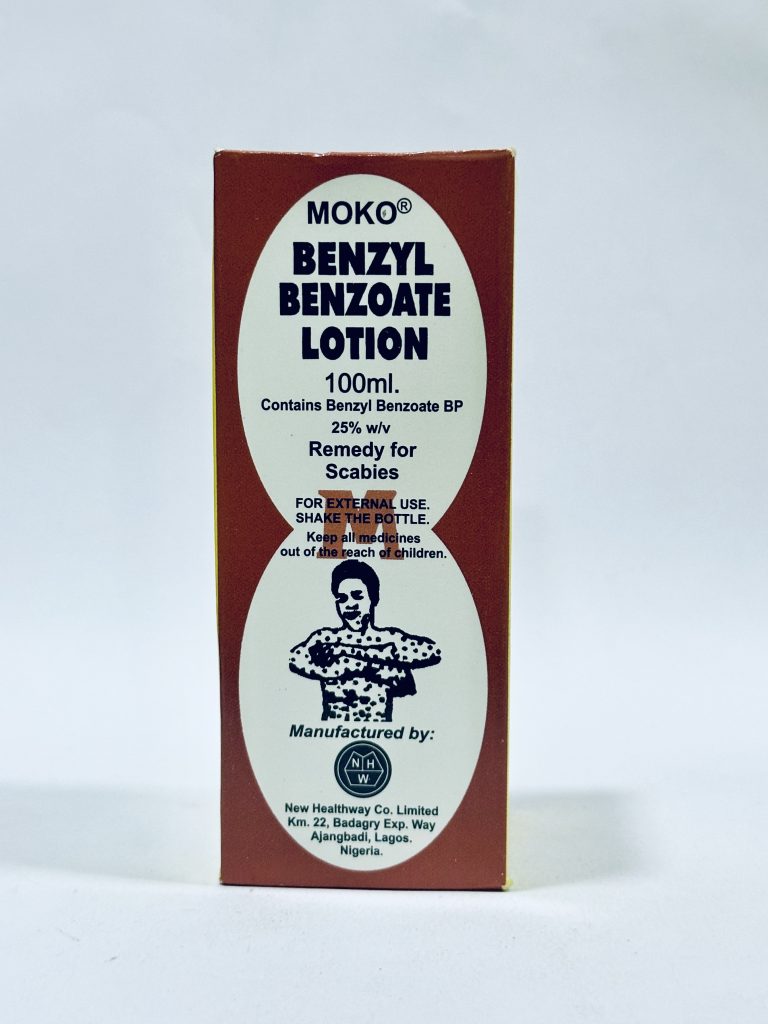 MOKO®
BENZYL
BENZOATE
LOTION
100ml.
Contains Benzyl Benzoate BP
25% w/v
Remedy for
Scabies
M
FOR EXTERNAL USE.
SHAKE THE BOTTLE.
Keep all medicines
out of the reach of children.
Manufactured by:
N H
W
New Healthway Co. Limited
Km. 22, Badagry Exp. Way
Ajangbadi, Lagos.
Nigeria.